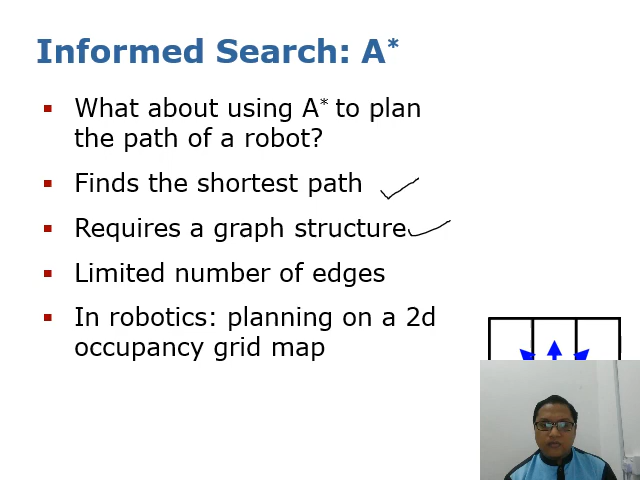 Informed Search: A*
▪ What about using A* to plan
the path of a robot?
▪ Finds the shortest path
▪ Requires a graph structure
▪ Limited number of edges
▪ In robotics: planning on a 2d
occupancy grid map